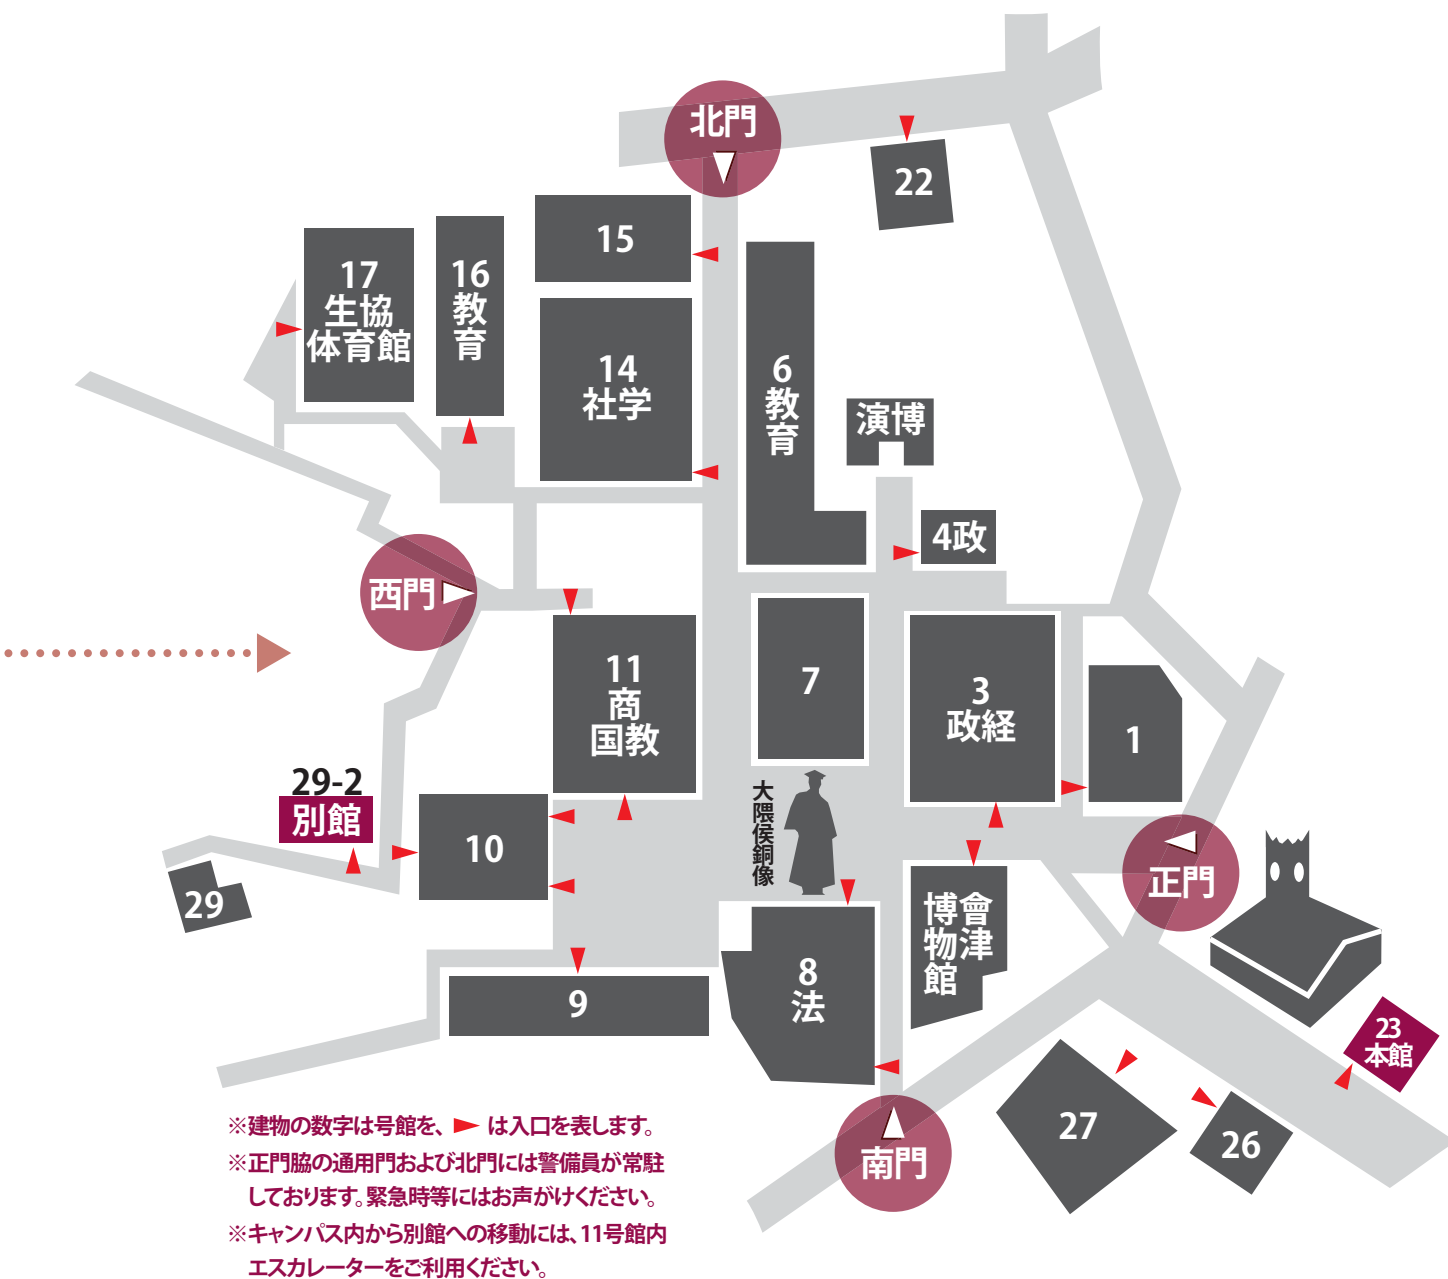 北門
22
15
17
生協
体育館
16
教
育
14
社学
6
教
育
演博
4政
西門
11
商
国教
7
3
政経
1
29-2
別館
10
29
大隈侯銅像
正門
會津
博物館
8
法
9
23
本館
27
26
南門
※建物の数字は号館を、 は入口を表します。
※正門脇の通用門および北門には警備員が常駐
しております。緊急時等にはお声がけください。
※キャンパス内から別館への移動には、11号館内
エスカレーターをご利用ください。